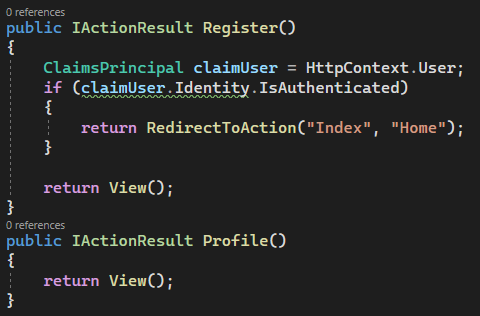 0 references
public IActionResult Register()
{
    ClaimsPrincipal claimUser = HttpContext.User;
    if (claimUser.Identity.IsAuthenticated)
    {
        return RedirectToAction("Index", "Home");
    }

    return View();
}
0 references
public IActionResult Profile()
{
    return View();
}